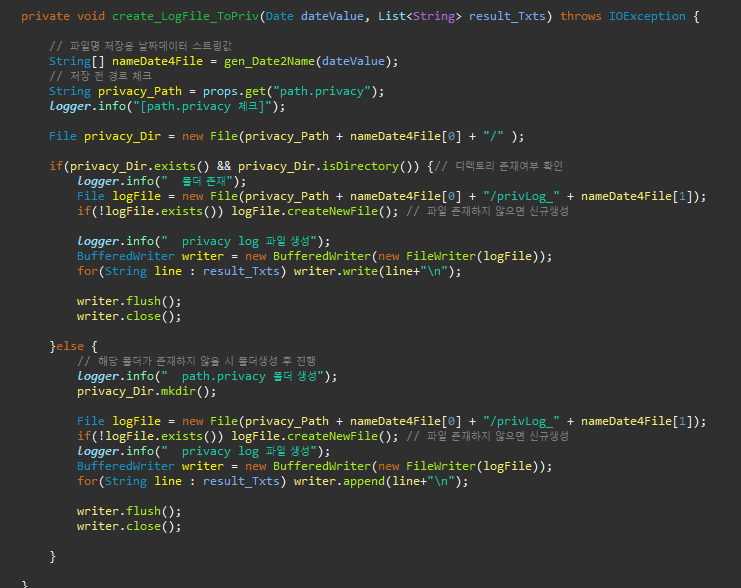 private void create_LogFile_ToPriv(Date dateValue, List<String> result_Txts) throws IOException {
// 파일명 저장용 날짜데이터 스트링값
String[] nameDate4File = gen_Date2Name(dateValue);
// 저장 전 경로 체크
String privacy_Path = props.get("path.privacy");
logger.info("[path.privacy 체크]");
File privacy_Dir = new File(privacy_Path + nameDate4File[0] + "/" );
if(privacy_Dir.exists() && privacy_Dir.isDirectory()) {// 디렉토리 존재여부 확인
logger.info("  폴더 존재");
File logFile = new File(privacy_Path + nameDate4File[0] + "/privLog_" + nameDate4File[1]);
if(!logFile.exists()) logFile.createNewFile(); // 파일 존재하지 않으면 신규생성
logger.info("  privacy log 파일 생성");
BufferedWriter writer = new BufferedWriter(new FileWriter(logFile));
for(String line : result_Txts) writer.write(line+"\n");
writer.flush();
writer.close();
}else {
// 해당 폴더가 존재하지 않을 시 폴더생성 후 진행
logger.info("  path.privacy 폴더 생성");
privacy_Dir.mkdir();
File logFile = new File(privacy_Path + nameDate4File[0] + "/privLog_" + nameDate4File[1]);
if(!logFile.exists()) logFile.createNewFile(); // 파일 존재하지 않으면 신규생성
logger.info("  privacy log 파일 생성");
BufferedWriter writer = new BufferedWriter(new FileWriter(logFile));
for(String line : result_Txts) writer.append(line+"\n");
writer.flush();
writer.close();
}
}